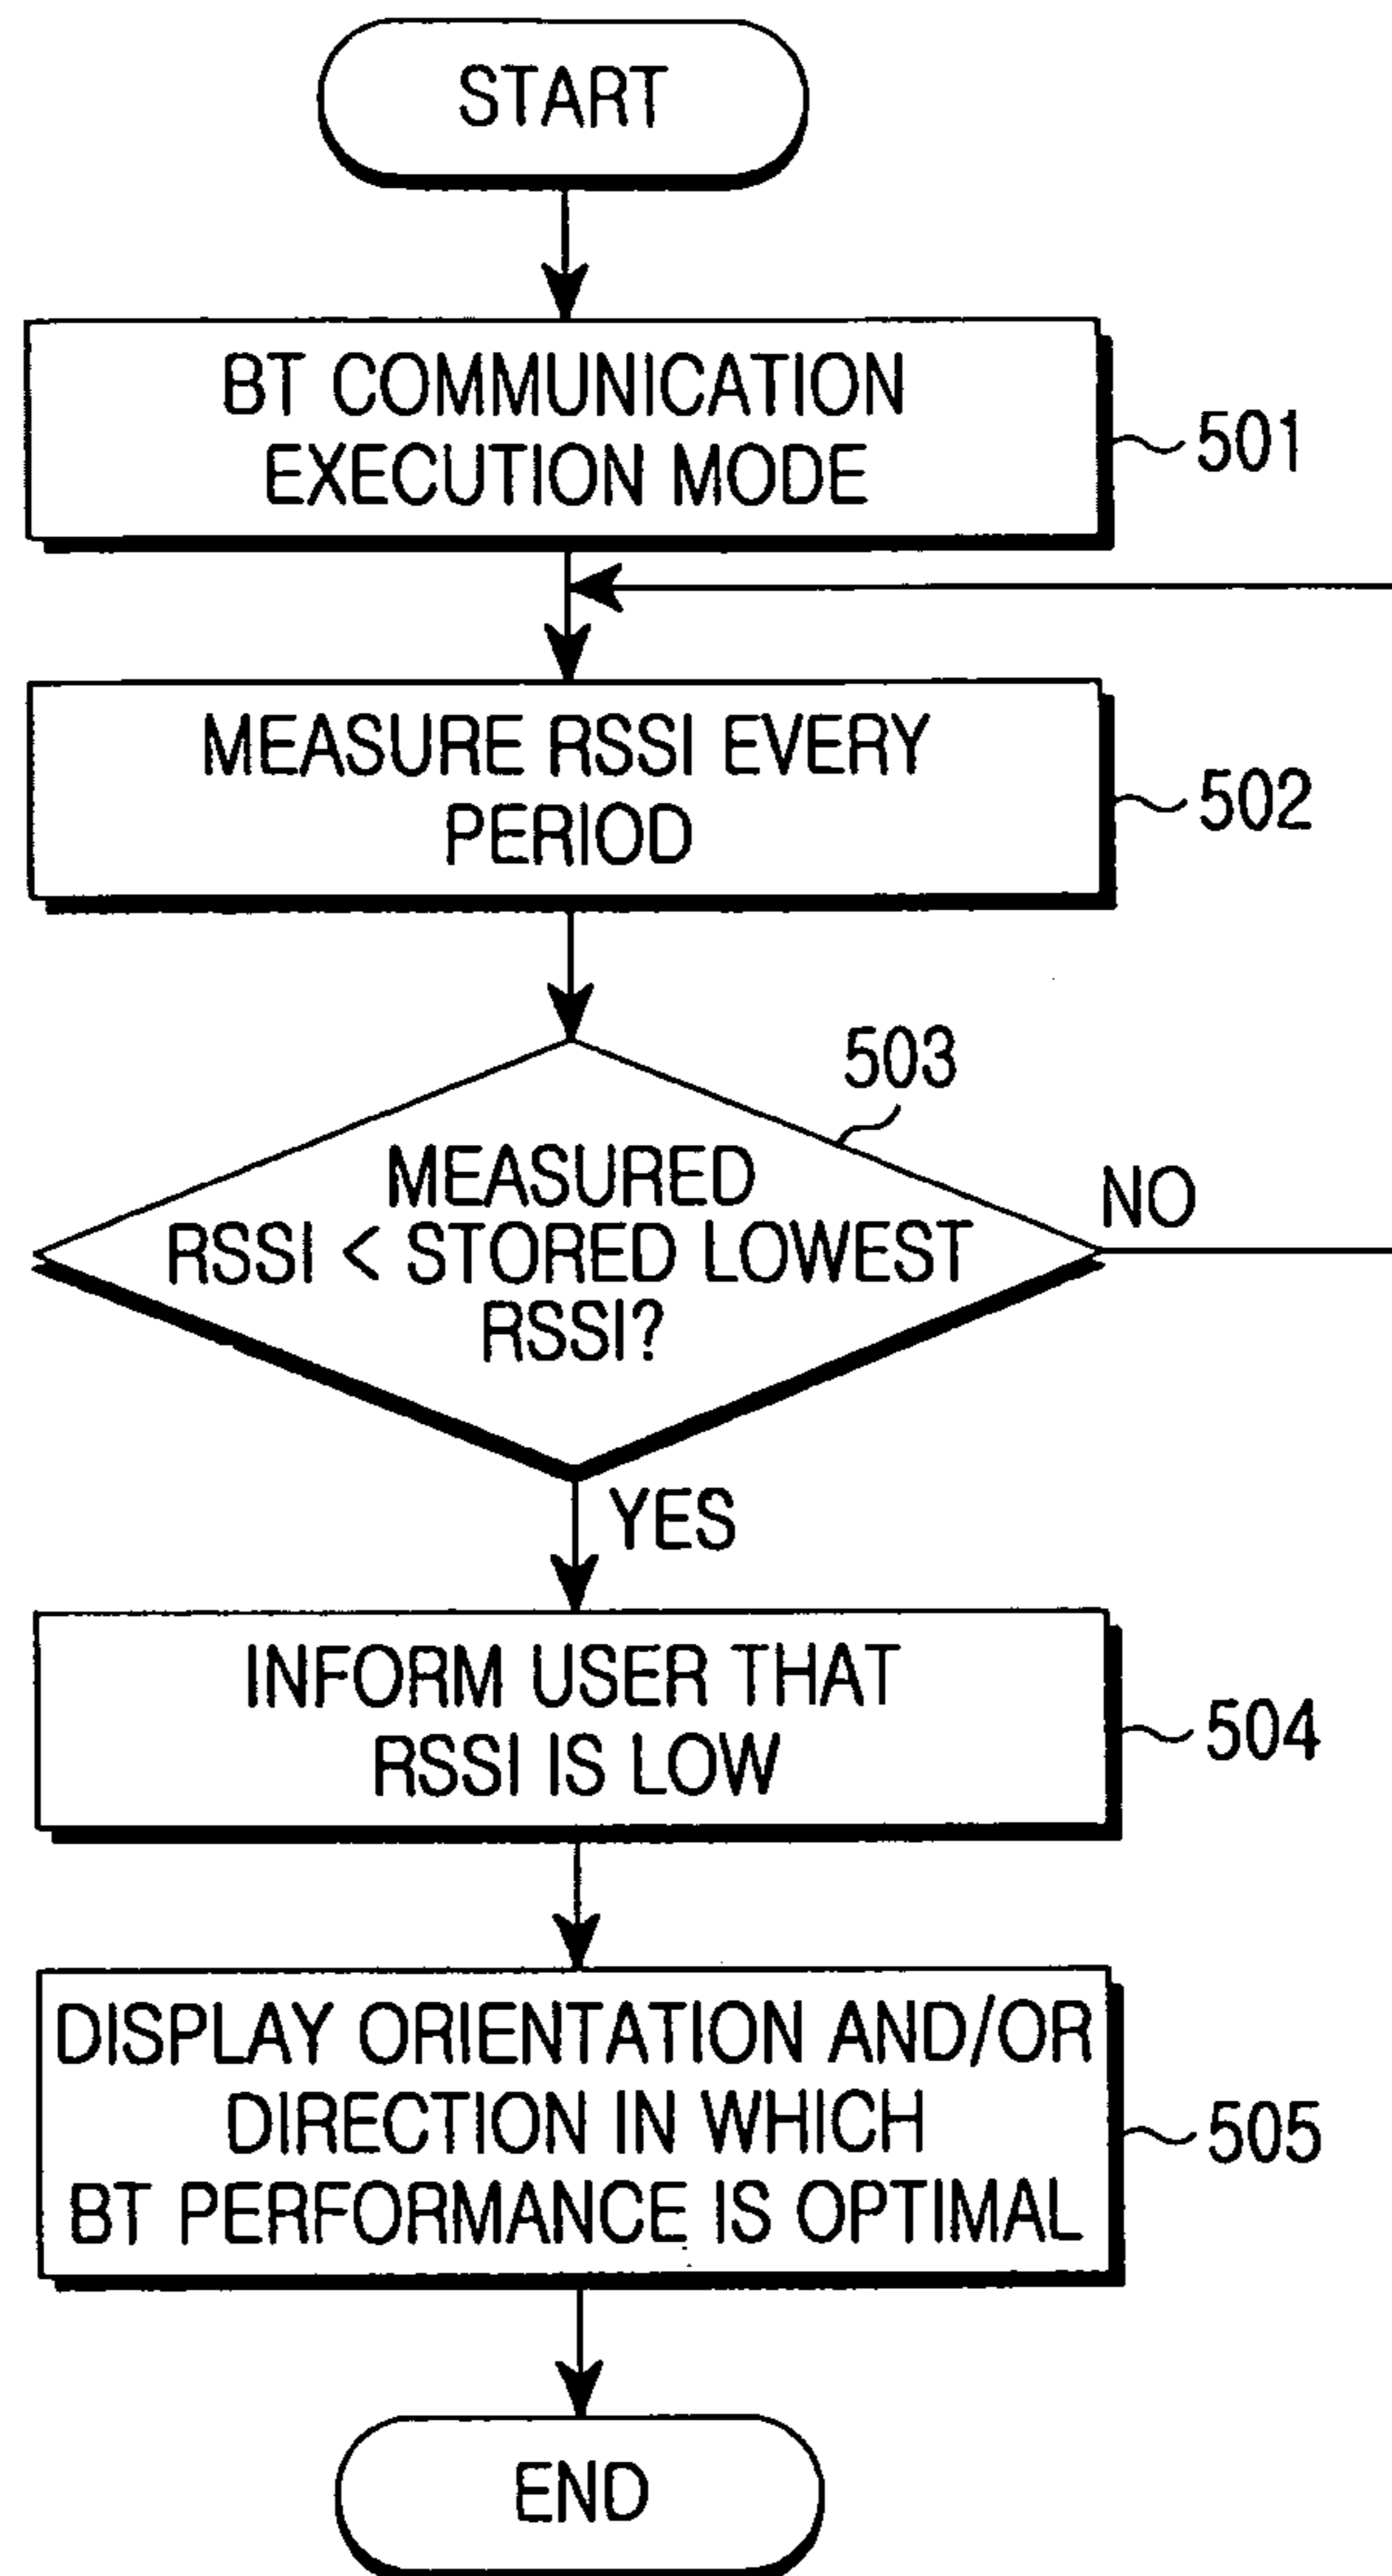 START
BT COMMUNICATION
EXECUTION MODE
501
MEASURE RSSI EVERY
PERIOD
502
503
MEASURED
RSSI < STORED LOWEST
RSSI?
NO
YES
INFORM USER THAT
RSSI IS LOW
504
DISPLAY ORIENTATION AND/OR
DIRECTION IN WHICH
BT PERFORMANCE IS OPTIMAL
505
END